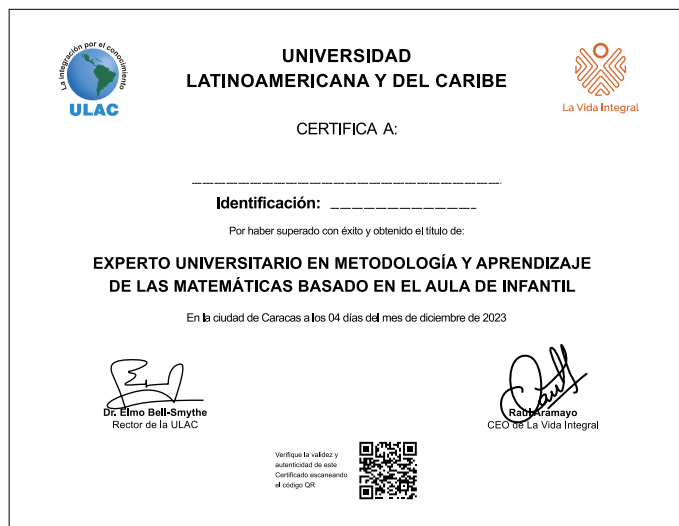 La integración por el conocimiento
ULAC
UNIVERSIDAD
LATINOAMERICANA Y DEL CARIBE
La Vida Integral
CERTIFICA A:
Identificación:
Por haber superado con éxito y obtenido el título de:
EXPERTO UNIVERSITARIO EN METODOLOGÍA Y APRENDIZAJE
DE LAS MATEMÁTICAS BASADO EN EL AULA DE INFANTIL
En la ciudad de Caracas a los 04 días del mes de diciembre de 2023
Dr. Elmo Bell-Smythe
Rector de la ULAC
Raúl Aramayo
CEO de La Vida Integral
Verifique la validez y
autenticidad de este
Certificado escaneando
el código QR